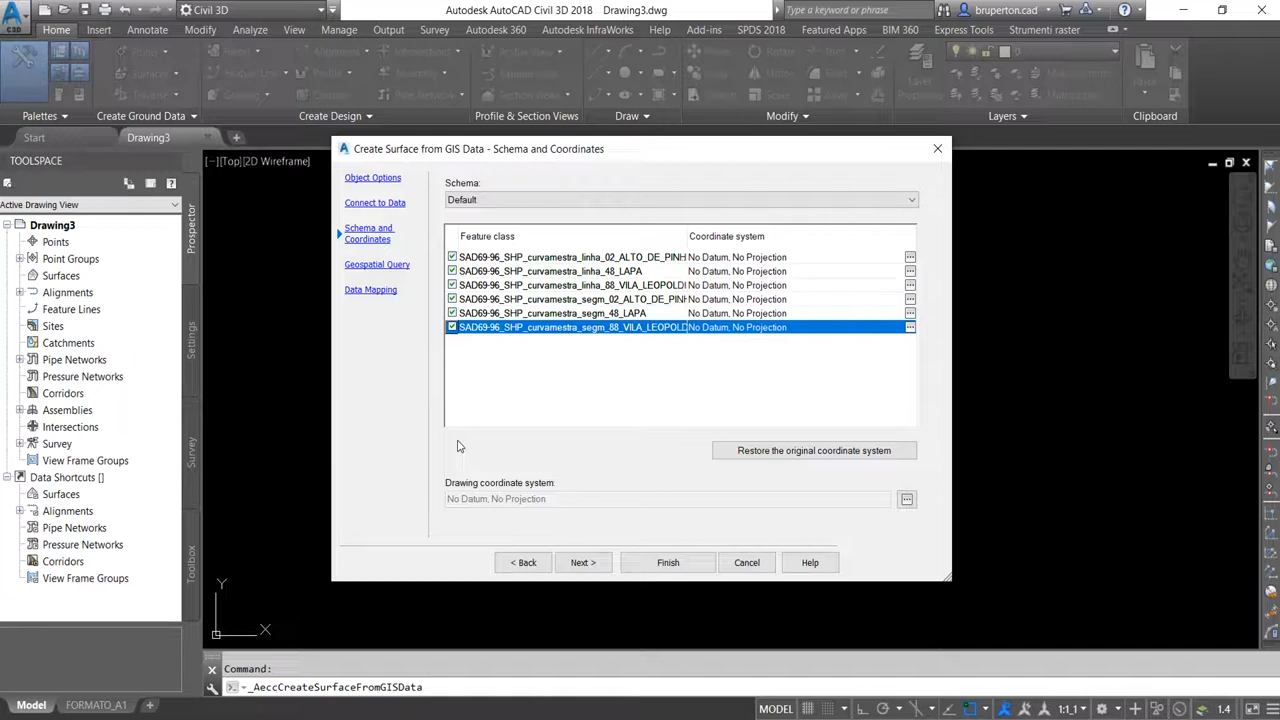 Civil 3D
Autodesk AutoCAD Civil 3D 2018 Drawing3.dwg
Type a keyword or phrase
bruperton.cad
Home Insert Annotate Modify Analyze View Manage Output Survey Autodesk 360 Autodesk InfraWorks Help Add-ins SPDS 2018 Featured Apps BIM 360 Express Tools Strumenti raster
Palettes Create Ground Data Create Design Profile & Section Views Draw Modify Layers Clipboard
Start Drawing3
TOOLSPACE
[−][Top][2D Wireframe]
Active Drawing View
Drawing3
Points
Point Groups
Surfaces
Alignments
Feature Lines
Sites
Catchments
Pipe Networks
Pressure Networks
Corridors
Assemblies
Intersections
Survey
View Frame Groups
Data Shortcuts []
Surfaces
Alignments
Pipe Networks
Pressure Networks
Corridors
View Frame Groups
Prospector
Settings
Survey
Toolbox
Create Surface from GIS Data - Schema and Coordinates
Object Options
Connect to Data
Schema and
Coordinates
Geospatial Query
Data Mapping
Schema:
Default
Feature class Coordinate system
SAD69-96_SHP_curvamestra_linha_02_ALTO_DE_PINH No Datum, No Projection
SAD69-96_SHP_curvamestra_linha_48_LAPA No Datum, No Projection
SAD69-96_SHP_curvamestra_linha_88_VILA_LEOPOLDI No Datum, No Projection
SAD69-96_SHP_curvamestra_segm_02_ALTO_DE_PINH No Datum, No Projection
SAD69-96_SHP_curvamestra_segm_48_LAPA No Datum, No Projection
SAD69-96_SHP_curvamestra_segm_88_VILA_LEOPOLD No Datum, No Projection
Restore the original coordinate system
Drawing coordinate system:
No Datum, No Projection
< Back Next > Finish Cancel Help
Y
X
Command:
_AeccCreateSurfaceFromGISData
Model FORMATO_A1
MODEL 1:1 1.4